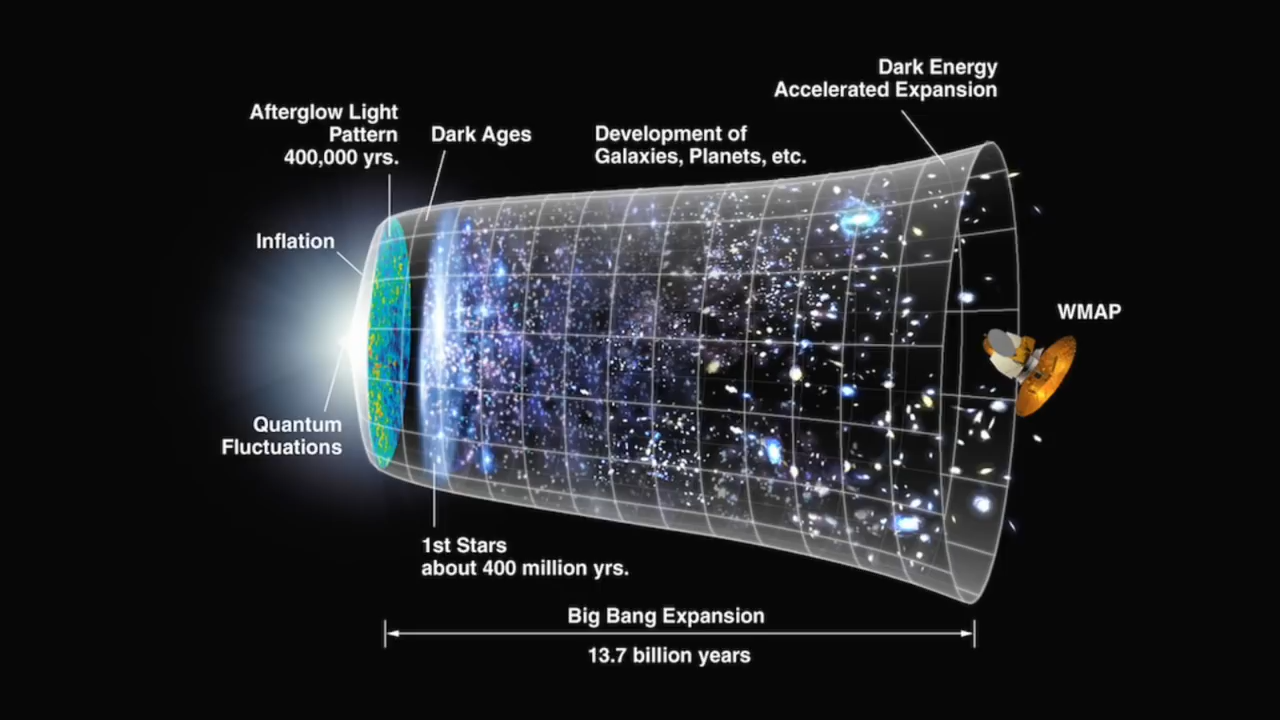 Dark Energy
Accelerated Expansion
Afterglow Light
Pattern
400,000 yrs.
Dark Ages
Development of
Galaxies, Planets, etc.
Inflation
WMAP
Quantum
Fluctuations
1st Stars
about 400 million yrs.
Big Bang Expansion
13.7 billion years